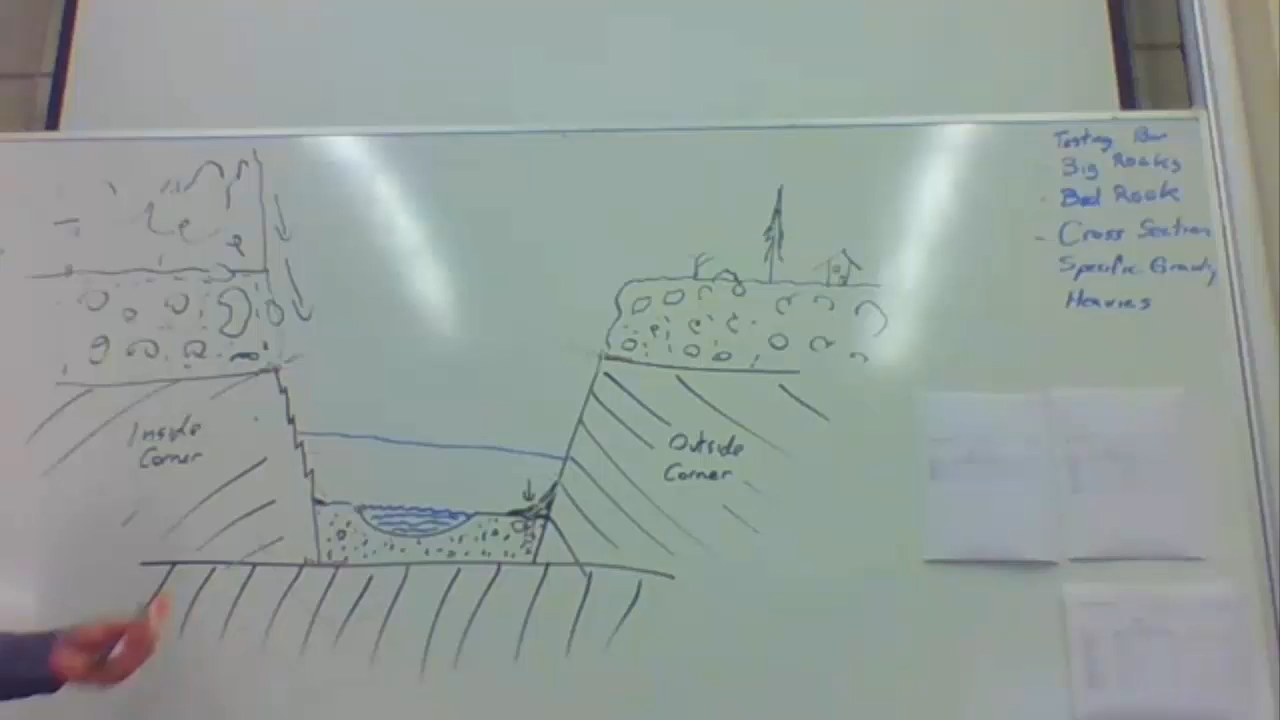 Inside
Corner
Outside
Corner
Testing Bar
Big Rocks
- Bed Rock
- Cross Section
Specific Gravity
Heavies